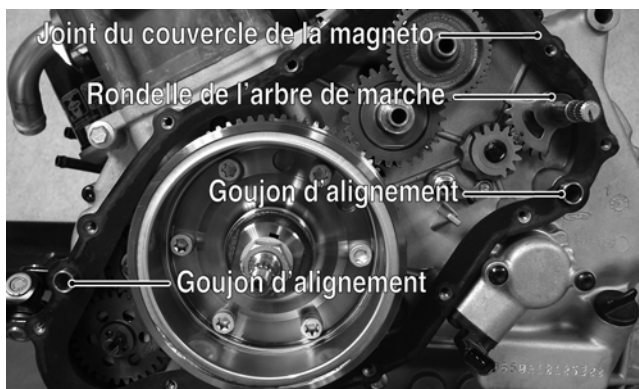 Joint du couvercle de la magnéto
Rondelle de l'arbre de marche
Goujon d'alignement
Goujon d'alignement